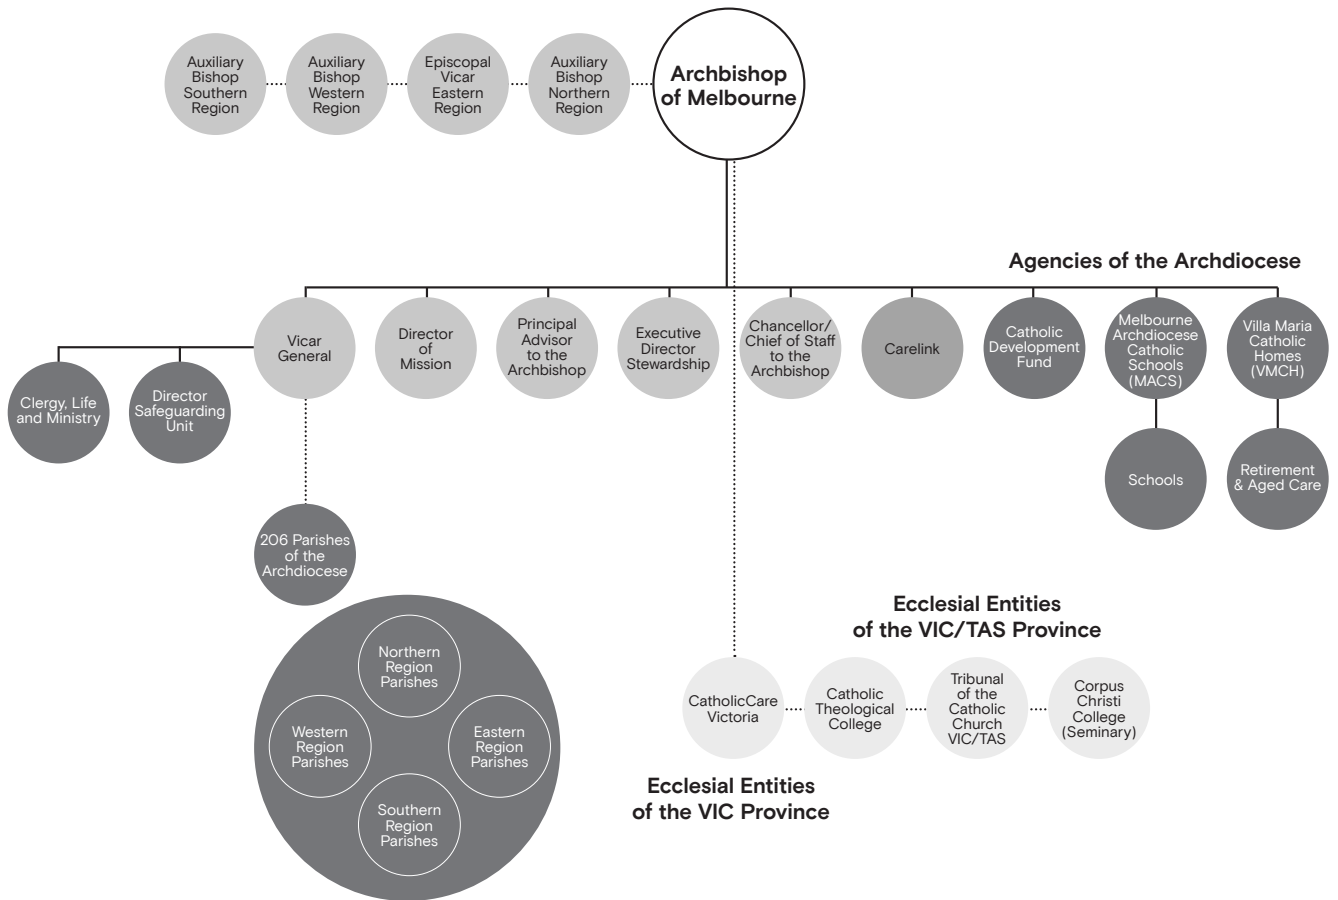 Auxiliary
Bishop
Southern
Region
Auxiliary
Bishop
Western
Region
Episcopal
Vicar
Eastern
Region
Auxiliary
Bishop
Northern
Region
Archbishop
of Melbourne
Agencies of the Archdiocese
Vicar
General
Director
of
Mission
Principal
Advisor
to the
Archbishop
Executive
Director
Stewardship
Chancellor/
Chief of Staff
to the
Archbishop
Carelink
Catholic
Development
Fund
Melbourne
Archdiocese
Catholic
Schools
(MACS)
Villa Maria
Catholic
Homes
(VMCH)
Clergy, Life
and Ministry
Director
Safeguarding
Unit
Schools
Retirement
& Aged Care
206 Parishes
of the
Archdiocese
Northern
Region
Parishes
Western
Region
Parishes
Eastern
Region
Parishes
Southern
Region
Parishes
Ecclesial Entities
of the VIC/TAS Province
CatholicCare
Victoria
Catholic
Theological
College
Tribunal
of the
Catholic
Church
VIC/TAS
Corpus
Christi
College
(Seminary)
Ecclesial Entities
of the VIC Province